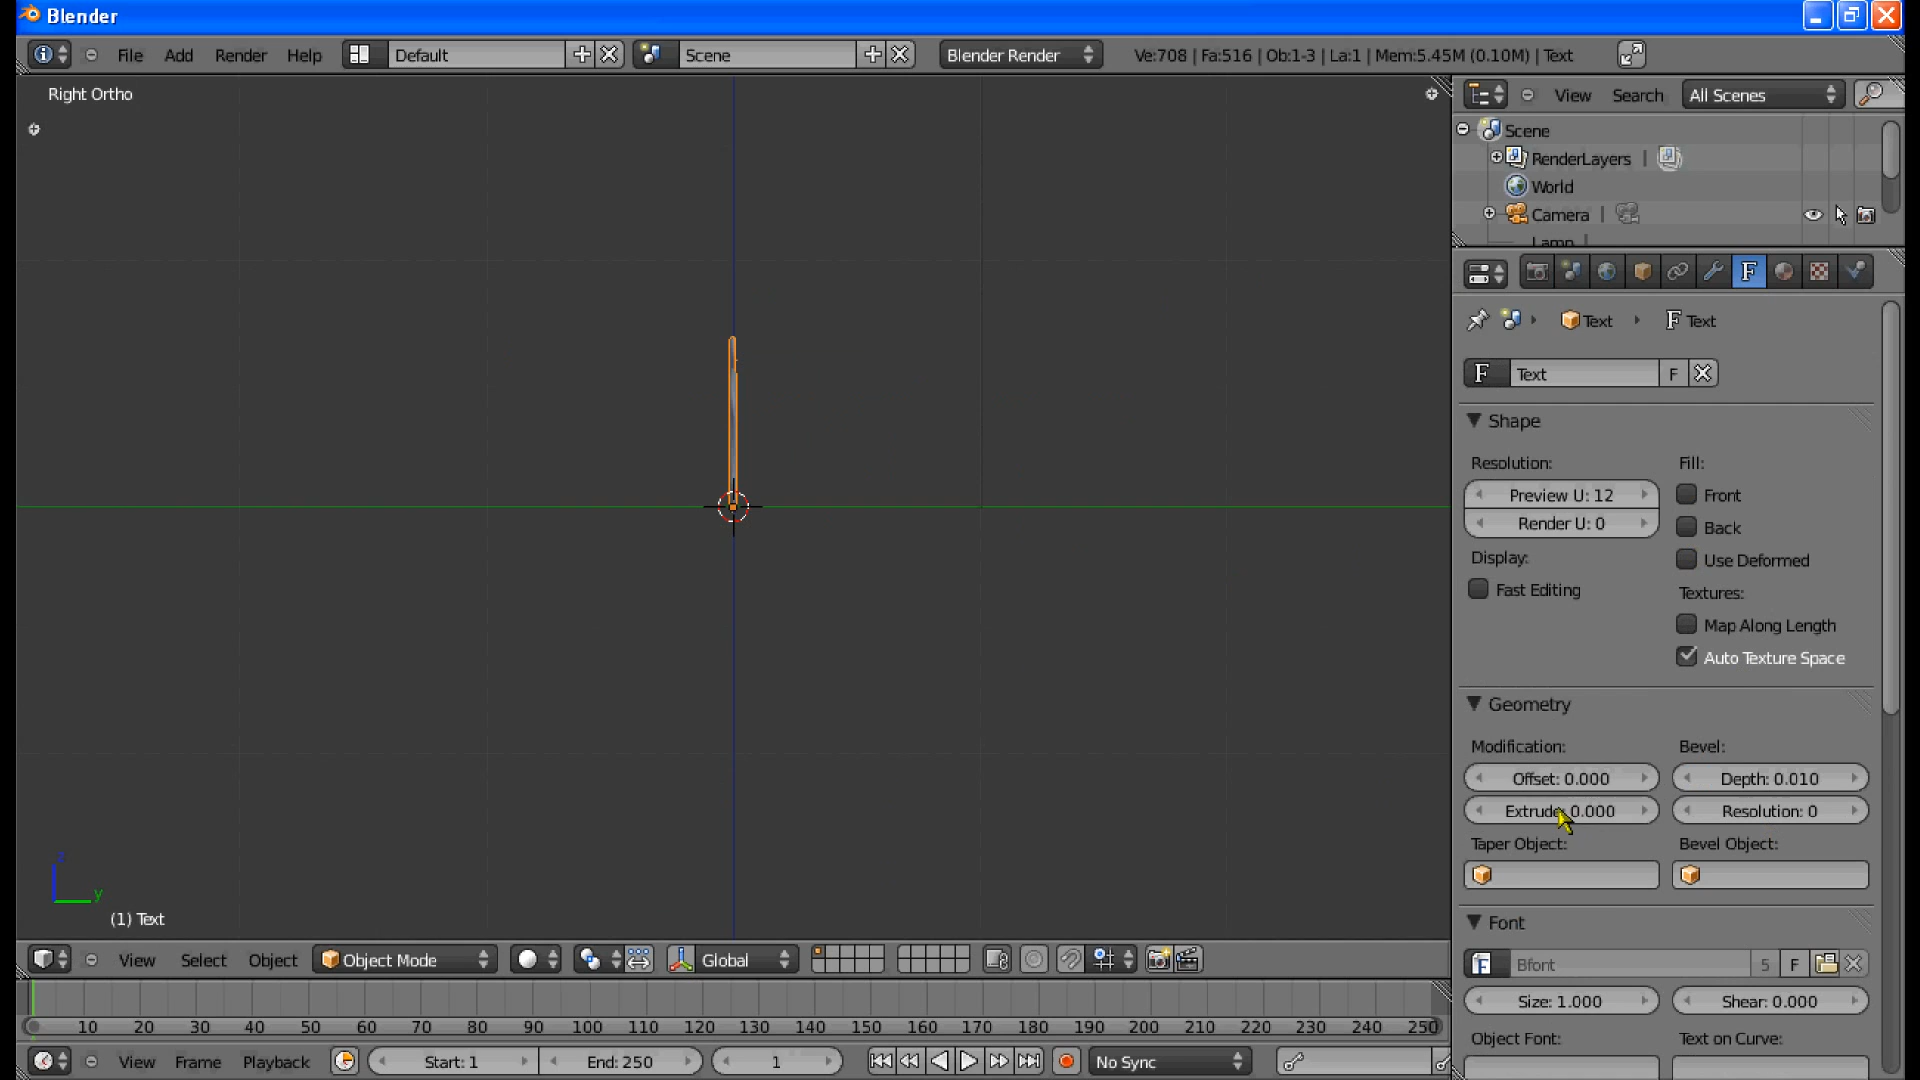 Blender
File Add Render Help Default Scene Blender Render Ve:708 | Fa:516 | Ob:1-3 | La:1 | Mem:5.45M (0.10M) | Text
Right Ortho
View Search All Scenes
Scene
RenderLayers |
World
Camera |
Lamp |
Text Text
F Text F
Shape
Resolution: Fill:
Preview U: 12 Front
Render U: 0 Back
Display: Use Deformed
Fast Editing Textures:
Map Along Length
Auto Texture Space
Geometry
Modification: Bevel:
Offset: 0.000 Depth: 0.010
Extrude: 0.000 Resolution: 0
Taper Object: Bevel Object:
Font
F Bfont 5 F
Size: 1.000 Shear: 0.000
Object Font: Text on Curve:
z
y
(1) Text
View Select Object Object Mode Global
10 20 30 40 50 60 70 80 90 100 110 120 130 140 150 160 170 180 190 200 210 220 230 240 250
View Frame Playback Start: 1 End: 250 1 No Sync